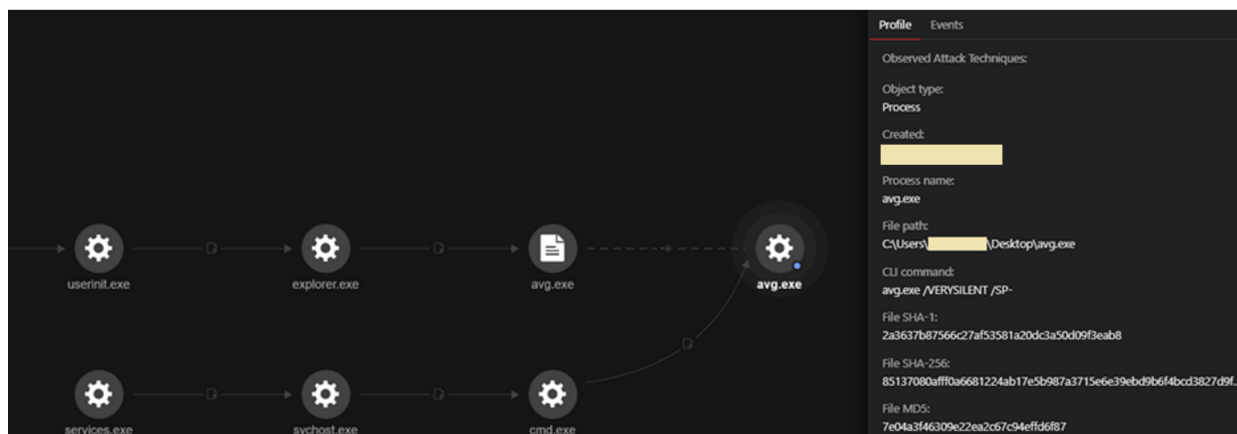 Profile Events
Observed Attack Techniques:
Object type:
Process
Created:
Process name:
avg.exe
File path:
C:\Users\ \Desktop\avg.exe
CLI command:
avg.exe /VERYSILENT /SP-
File SHA-1:
2a3637b87566c27af53581a20dc3a50d09f3eab8
File SHA-256:
85137080afff0a6681224ab17e5b987a3715e6e39ebd9b6f4bcd3827d9f...
File MD5:
7e04a3f46309e22ea2c67c94effd6f87
userinit.exe
explorer.exe
avg.exe
avg.exe
services.exe
svchost.exe
cmd.exe